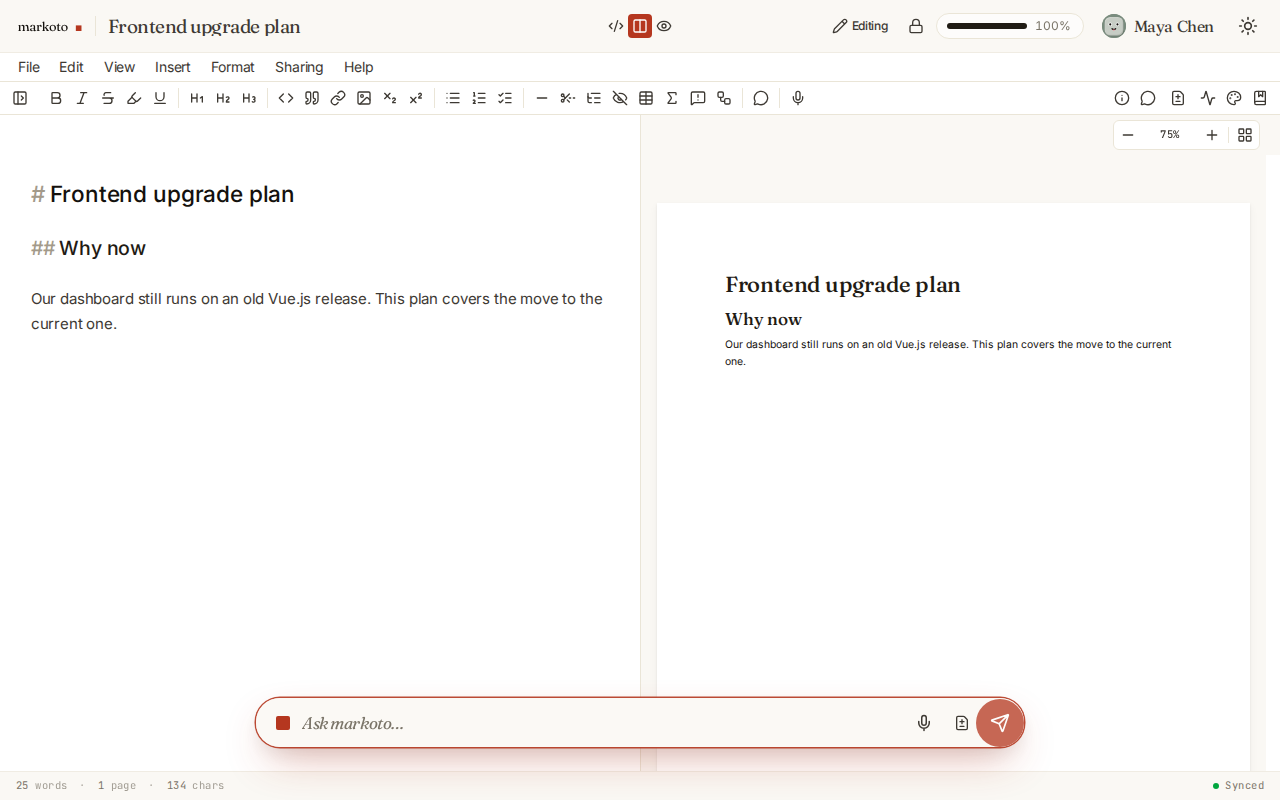 markoto
Frontend upgrade plan
Editing
100%
Maya Chen
File Edit View Insert Format Sharing Help
H1 H2 H3
75%
# Frontend upgrade plan
## Why now
Our dashboard still runs on an old Vue.js release. This plan covers the move to the
current one.
Frontend upgrade plan
Why now
Our dashboard still runs on an old Vue.js release. This plan covers the move to the current
one.
Ask markoto...
25 words · 1 page · 134 chars
Synced